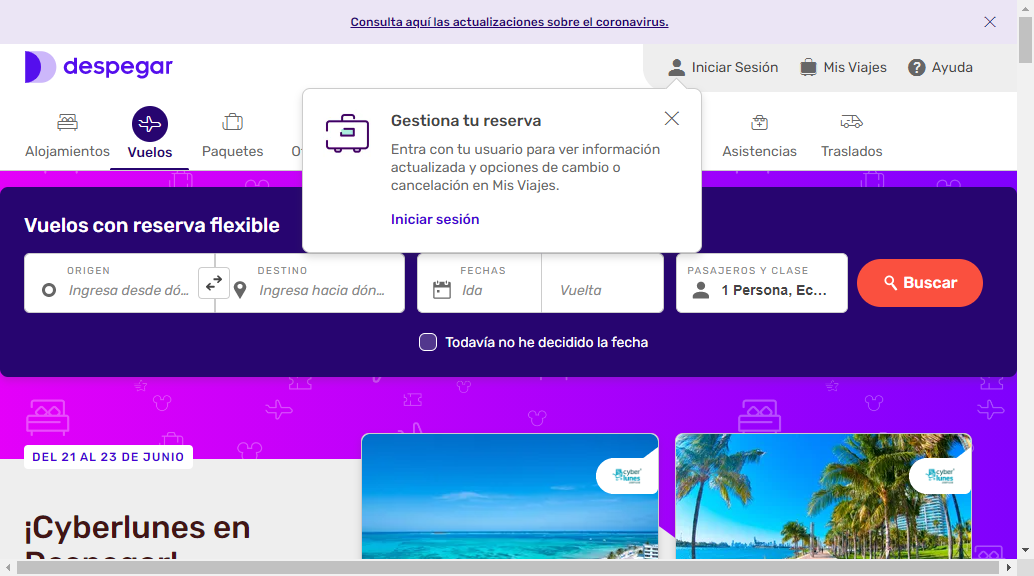 Consulta aquí las actualizaciones sobre el coronavirus.
despegar
Iniciar Sesión
Mis Viajes
Ayuda
Alojamientos
Vuelos
Paquetes
Asistencias
Traslados
Gestiona tu reserva
Entra con tu usuario para ver información
actualizada y opciones de cambio o
cancelación en Mis Viajes.
Iniciar sesión
Vuelos con reserva flexible
ORIGEN
Ingresa desde dó...
DESTINO
Ingresa hacia dón...
FECHAS
Ida
Vuelta
PASAJEROS Y CLASE
1 Persona, Ec...
Buscar
Todavía no he decidido la fecha
DEL 21 AL 23 DE JUNIO
cyber
lunes
cyber
lunes
¡Cyberlunes en
Despegar!